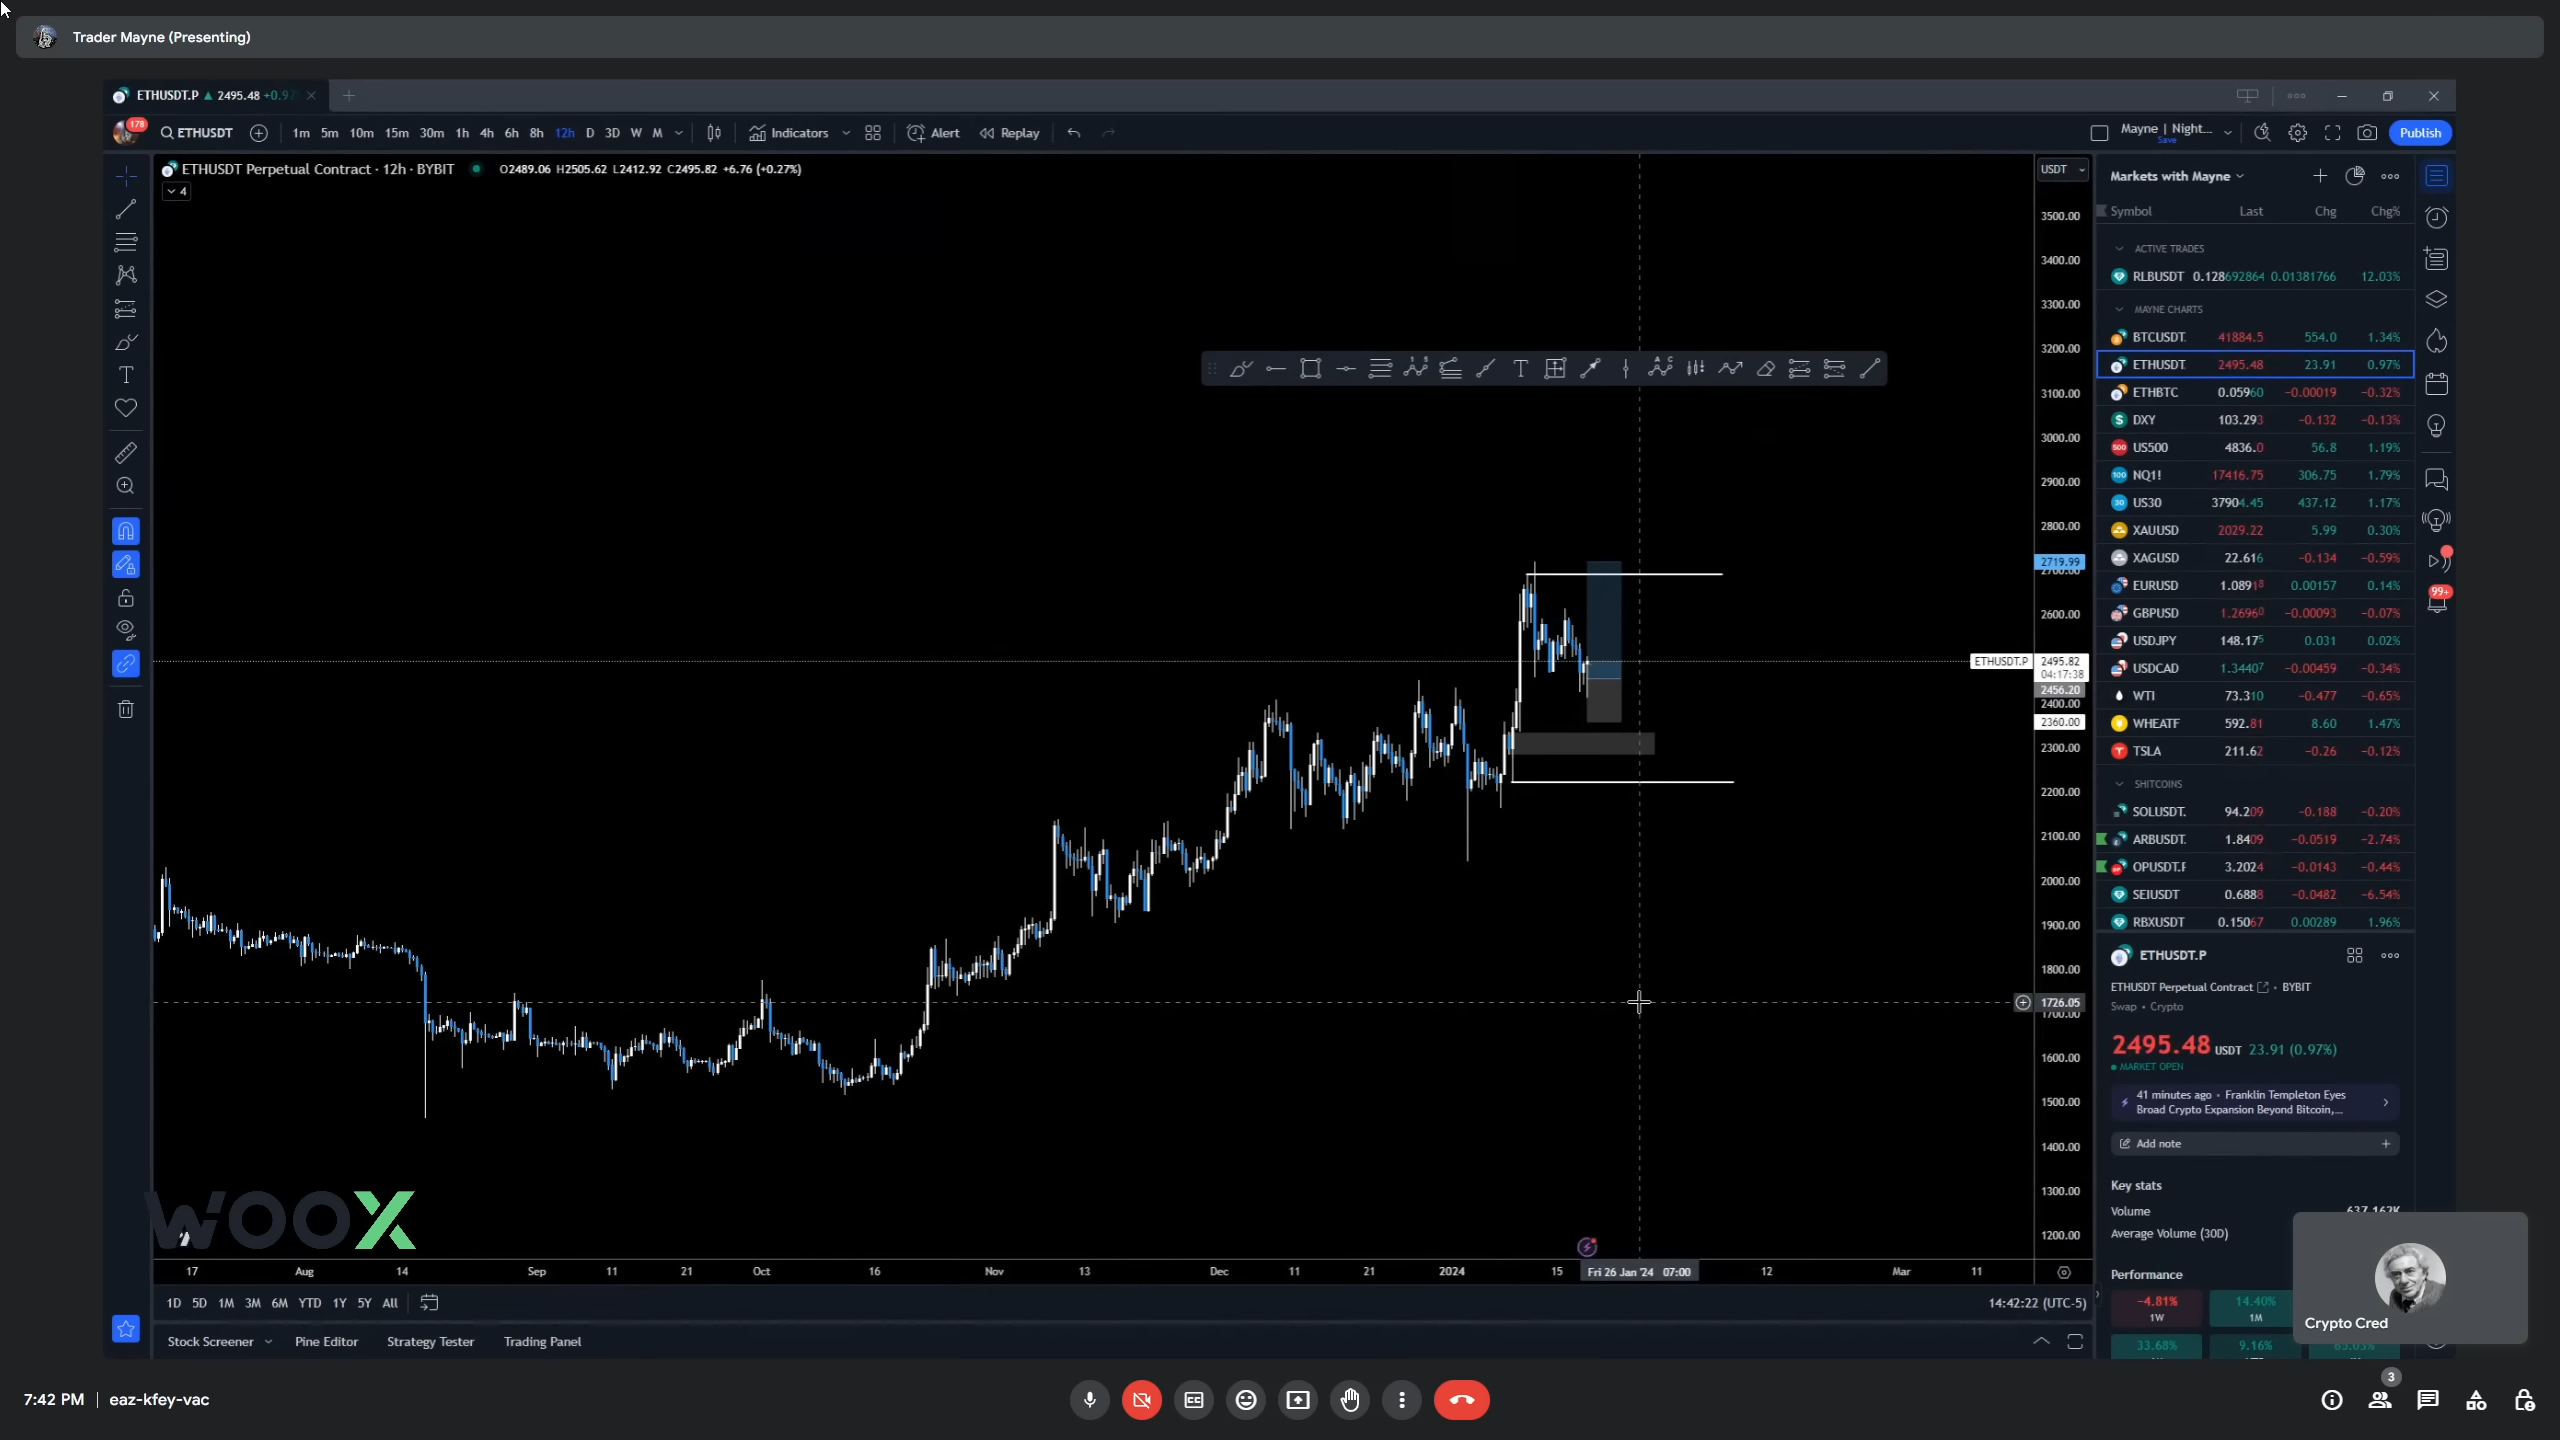 Trader Mayne (Presenting)
ETHUSDT.P ▲ 2495.48 +0.9
178
ETHUSDT 1m 5m 10m 15m 30m 1h 4h 6h 8h 12h D 3D W M Indicators Alert Replay
Mayne | Night...
Save
Publish
ETHUSDT Perpetual Contract · 12h · BYBIT O2489.06 H2505.62 L2412.92 C2495.82 +6.76 (+0.27%)
4
USDT
3500.00
3400.00
3300.00
3200.00
3100.00
3000.00
2900.00
2800.00
2719.99
2700.00
2600.00
ETHUSDT.P 2495.82
04:17:38
2456.20
2400.00
2360.00
2300.00
2200.00
2100.00
2000.00
1900.00
1800.00
1726.05
1700.00
1600.00
1500.00
1400.00
1300.00
1200.00
WOOX
17 Aug 14 Sep 11 21 Oct 16 Nov 13 Dec 11 21 2024 15 Fri 26 Jan '24 07:00 12 Mar 11
1D 5D 1M 3M 6M YTD 1Y 5Y All
14:42:22 (UTC-5)
Stock Screener Pine Editor Strategy Tester Trading Panel
Markets with Mayne
Symbol Last Chg Chg%
ACTIVE TRADES
RLBUSDT 0.128692864 0.01381766 12.03%
MAYNE CHARTS
BTCUSDT. 41884.5 554.0 1.34%
ETHUSDT. 2495.48 23.91 0.97%
ETHBTC 0.05960 −0.00019 −0.32%
DXY 103.293 −0.132 −0.13%
US500 4836.0 56.8 1.19%
NQ1! 17416.75 306.75 1.79%
US30 37904.45 437.12 1.17%
XAUUSD 2029.22 5.99 0.30%
XAGUSD 22.616 −0.134 −0.59%
EURUSD 1.08918 0.00157 0.14%
GBPUSD 1.26960 −0.00093 −0.07%
USDJPY 148.175 0.031 0.02%
USDCAD 1.34407 −0.00459 −0.34%
WTI 73.310 −0.477 −0.65%
WHEATF 592.81 8.60 1.47%
TSLA 211.62 −0.26 −0.12%
SHITCOINS
SOLUSDT. 94.209 −0.188 −0.20%
ARBUSDT. 1.8409 −0.0519 −2.74%
OPUSDT.F 3.2024 −0.0143 −0.44%
SEIUSDT 0.6888 −0.0482 −6.54%
RBXUSDT 0.15067 0.00289 1.96%
99+
ETHUSDT.P
ETHUSDT Perpetual Contract • BYBIT
Swap • Crypto
2495.48 USDT 23.91 (0.97%)
MARKET OPEN
41 minutes ago • Franklin Templeton Eyes
Broad Crypto Expansion Beyond Bitcoin,...
Add note
Key stats
Volume 637.162K
Average Volume (30D)
Performance
−4.81% 14.40%
1W 1M
33.68% 9.16%
Crypto Cred
7:42 PM | eaz-kfey-vac
3